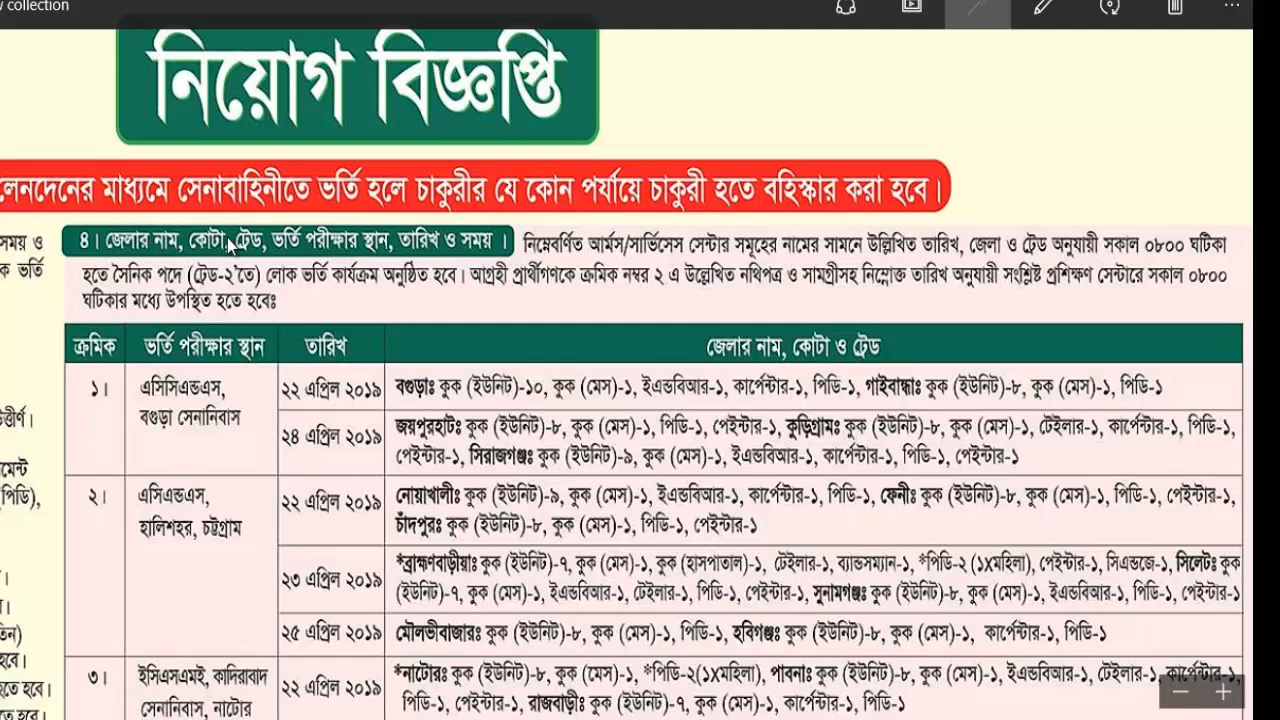 collection
নিয়োগ বিজ্ঞপ্তি
লেনদেনের মাধ্যমে সেনাবাহিনীতে ভর্তি হলে চাকুরীর যে কোন পর্যায়ে চাকুরী হতে বহিস্কার করা হবে।
সময় ও
ক ভর্তি
৪। জেলার নাম, কোটা, ট্রেড, ভর্তি পরীক্ষার স্থান, তারিখ ও সময় । নিম্নেবর্ণিত আর্মস/সার্ভিসেস সেন্টার সমূহের নামের সামনে উল্লিখিত তারিখ, জেলা ও ট্রেড অনুযায়ী সকাল ০৮০০ ঘটিকা
হতে সৈনিক পদে (ট্রেড-২'তে) লোক ভর্তি কার্যক্রম অনুষ্ঠিত হবে। আগ্রহী প্রার্থীগণকে ক্রমিক নম্বর ২ এ উল্লেখিত নথিপত্র ও সামগ্রীসহ নিম্নোক্ত তারিখ অনুযায়ী সংশ্লিষ্ট প্রশিক্ষণ সেন্টারে সকাল ০৮০০
ঘটিকার মধ্যে উপস্থিত হতে হবেঃ
ক্রমিক ভর্তি পরীক্ষার স্থান তারিখ জেলার নাম, কোটা ও ট্রেড
১। এসিসিএন্ডএস,
বগুড়া সেনানিবাস
২২ এপ্রিল ২০১৯ বগুড়াঃ কুক (ইউনিট)-১০, কুক (মেস)-১, ইএন্ডবিআর-১, কার্পেন্টার-১, পিডি-১, গাইবান্ধাঃ কুক (ইউনিট)-৮, কুক (মেস)-১, পিডি-১
২৪ এপ্রিল ২০১৯ জয়পুরহাটঃ কুক (ইউনিট)-৮, কুক (মেস)-১, পিডি-১, পেইন্টার-১, কুড়িগ্রামঃ কুক (ইউনিট)-৮, কুক (মেস)-১, টেইলার-১, কার্পেন্টার-১, পিডি-১,
পেইন্টার-১, সিরাজগঞ্জঃ কুক (ইউনিট)-৯, কুক (মেস)-১, ইএন্ডবিআর-১, কার্পেন্টার-১, পিডি-১, পেইন্টার-১
২। এসিএন্ডএস,
হালিশহর, চট্টগ্রাম
২২ এপ্রিল ২০১৯ নোয়াখালীঃ কুক (ইউনিট)-৯, কুক (মেস)-১, ইএন্ডবিআর-১, কার্পেন্টার-১, পিডি-১, ফেনীঃ কুক (ইউনিট)-৮, কুক (মেস)-১, পিডি-১, পেইন্টার-১,
চাঁদপুরঃ কুক (ইউনিট)-৮, কুক (মেস)-১, পিডি-১, পেইন্টার-১
২৩ এপ্রিল ২০১৯ *ব্রাহ্মণবাড়ীয়াঃ কুক (ইউনিট)-৭, কুক (মেস)-১, কুক (হাসপাতাল)-১, টেইলার-১, ব্যান্ডসম্যান-১, *পিডি-২ (১Xমহিলা), পেইন্টার-১, সিএন্ডজে-১, সিলেটঃ কুক
(ইউনিট)-৭, কুক (মেস)-১, ইএন্ডবিআর-১, টেইলার-১, পিডি-১, পেইন্টার-১, সুনামগঞ্জঃ কুক (ইউনিট)-৮, কুক (মেস)-১, ইএন্ডবিআর-১, পিডি-১, পেইন্টার-১
২৫ এপ্রিল ২০১৯ মৌলভীবাজারঃ কুক (ইউনিট)-৮, কুক (মেস)-১, পিডি-১, হবিগঞ্জঃ কুক (ইউনিট)-৮, কুক (মেস)-১, কার্পেন্টার-১, পিডি-১
৩। ইসিএসএমই, কাদিরাবাদ
সেনানিবাস, নাটোর
২২ এপ্রিল ২০১৯ *নাটোরঃ কুক (ইউনিট)-৮, কুক (মেস)-১, *পিডি-২(১Xমহিলা), পাবনাঃ কুক (ইউনিট)-৮, কুক (মেস)-১, ইএন্ডবিআর-১, টেইলার-১, কার্পেন্টার-১,
পিডি-১, পেইন্টার-১, রাজবাড়ীঃ কুক (ইউনিট)-৭, কুক (মেস)-১, কার্পেন্টার-১, পিডি-১
(পিডি),
হবে।
হতে হবে।